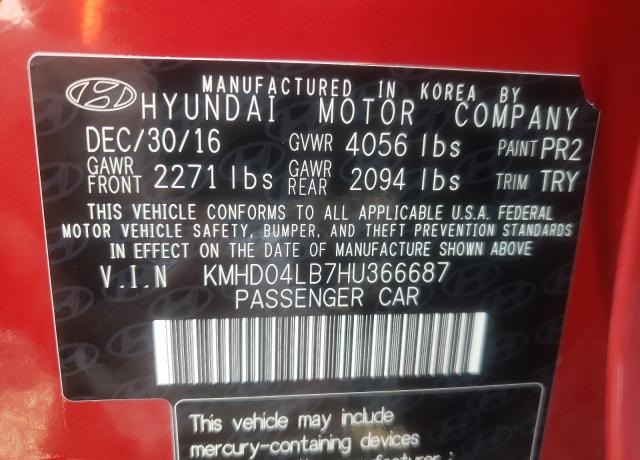 MANUFACTURED IN KOREA BY
HYUNDAI MOTOR COMPANY
DEC/30/16 GVWR 4056 lbs PAINT PR2
GAWR FRONT 2271 lbs GAWR REAR 2094 lbs TRIM TRY
THIS VEHICLE CONFORMS TO ALL APPLICABLE U.S.A. FEDERAL
MOTOR VEHICLE SAFETY, BUMPER, AND THEFT PREVENTION STANDARDS
IN EFFECT ON THE DATE OF MANUFACTURE SHOWN ABOVE
V.I.N KMHD04LB7HU366687
PASSENGER CAR
This vehicle may include
mercury-containing devices
manufacturer